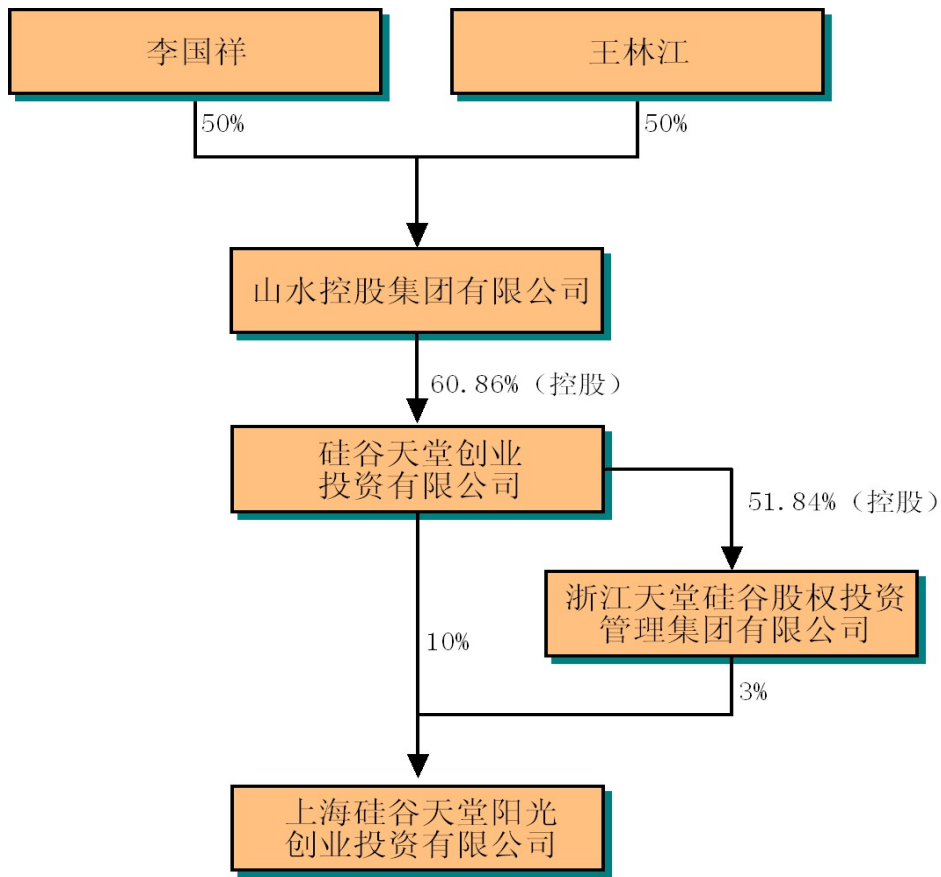 李国祥
王林江
50%
50%
山水控股集团有限公司
60.86%（控股）
硅谷天堂创业
投资有限公司
51.84%（控股）
浙江天堂硅谷股权投资
管理集团有限公司
10%
3%
上海硅谷天堂阳光
创业投资有限公司